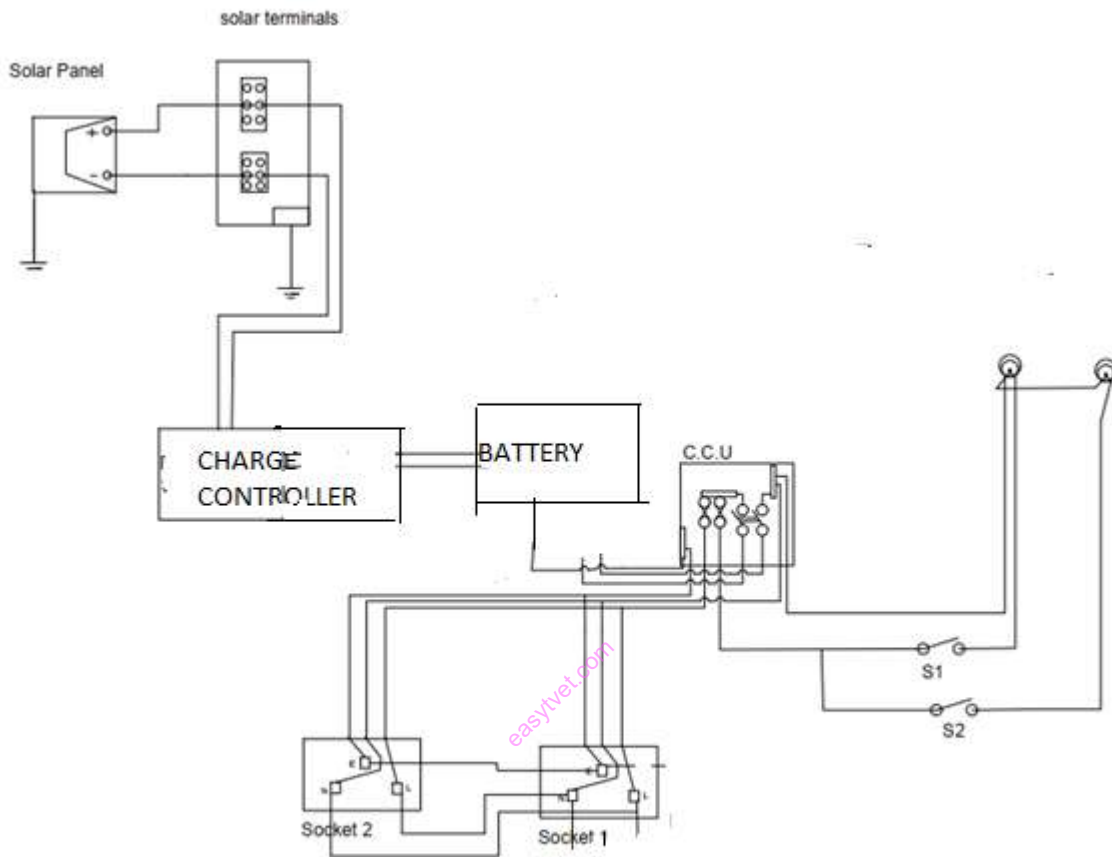 solar terminals
Solar Panel
+
-
CHARGE
CONTROLLER
BATTERY
C.C.U
S1
S2
easytvet.com
E
N
L
Socket 2
E
N
L
Socket 1